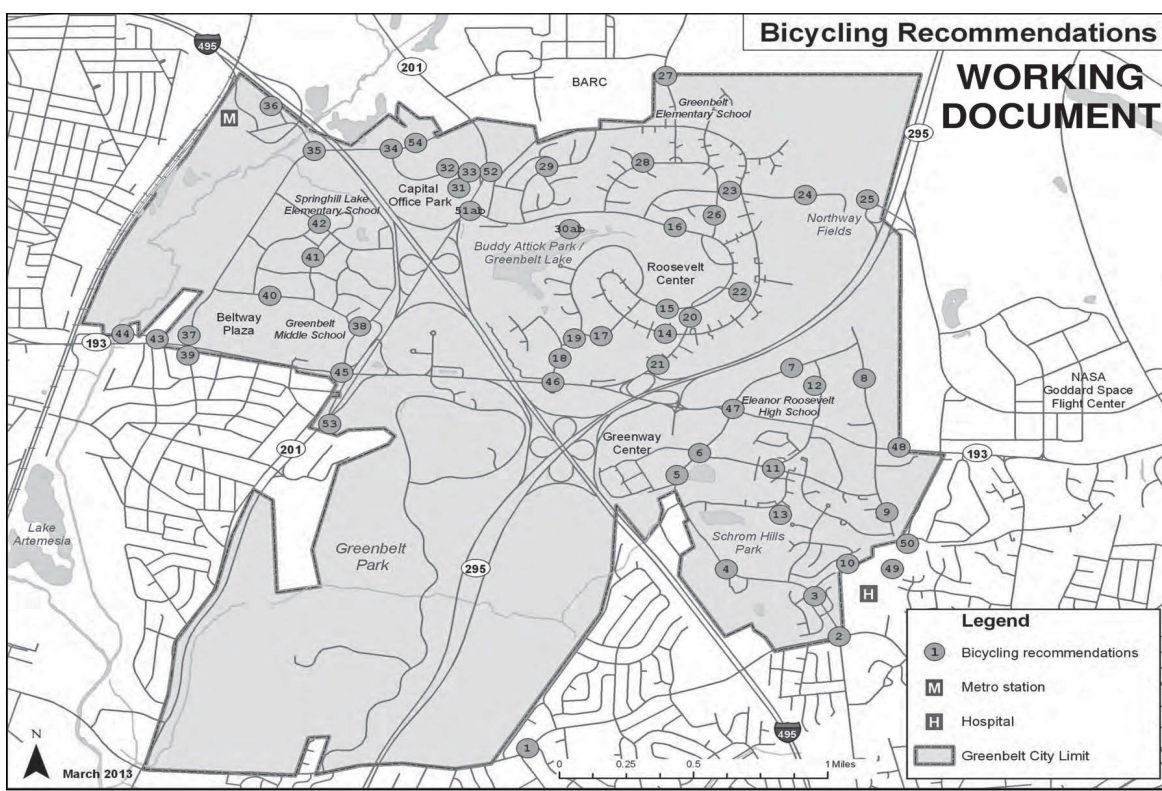 Bicycling Recommendations
WORKING
DOCUMENT
495
201
BARC
27
Greenbelt
Elementary School
36
M
295
35
34
54
32
33
52
29
28
31
Capital
Office Park
51ab
23
24
25
Springhill Lake
Elementary School
42
26
Northway
Fields
30ab
16
41
Buddy Attick Park /
Greenbelt Lake
Roosevelt
Center
40
22
Beltway
Plaza
Greenbelt
Middle School
38
15
20
44
43
37
193
39
19
17
14
18
21
45
46
7
8
12
NASA
Goddard Space
Flight Center
Eleanor Roosevelt
High School
47
53
201
Greenway
Center
48
193
6
5
11
Lake
Artemesia
13
9
Schrom Hills
Park
50
Greenbelt
Park
295
4
10
49
3
H
2
Legend
1 Bicycling recommendations
M Metro station
H Hospital
Greenbelt City Limit
495
1
N
March 2013
0 0.25 0.5 1 Miles